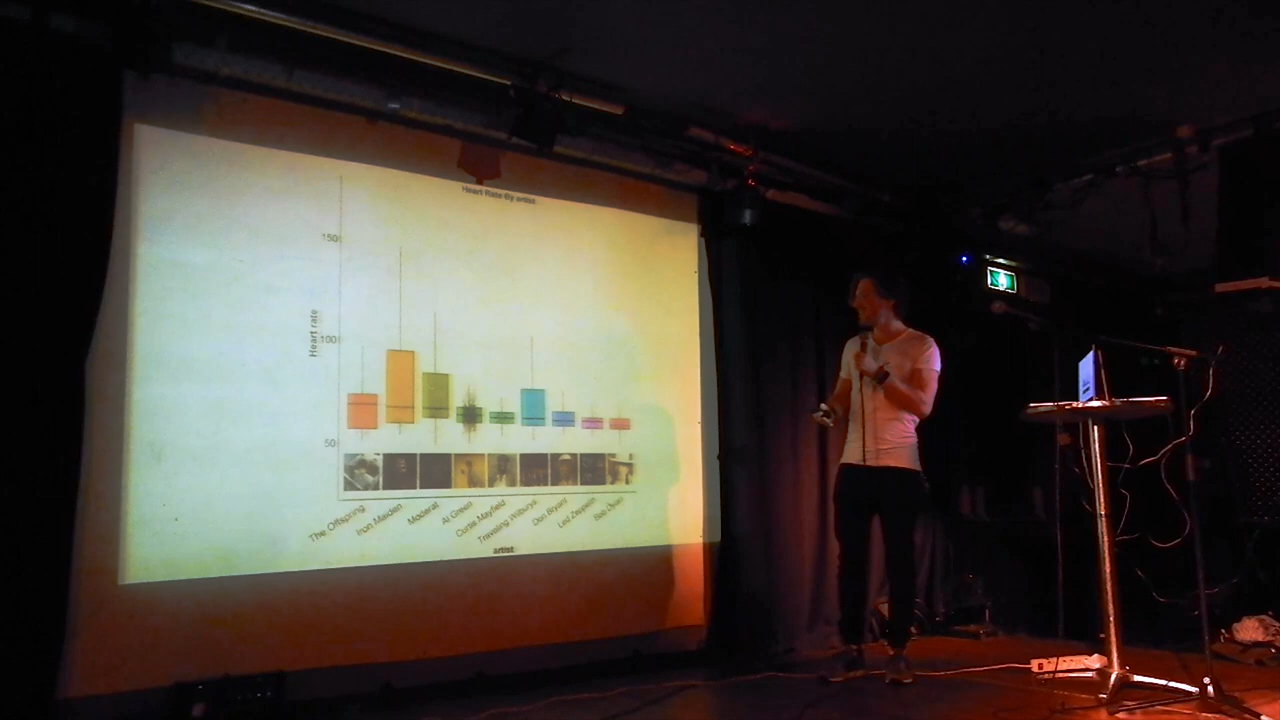 Heart Rate By artist
150
100
50
Heart rate
The Offspring
Iron Maiden
Moderat
Al Green
Curtis Mayfield
Traveling Wilburys
Don Bryant
Led Zeppelin
Bob Dylan
artist